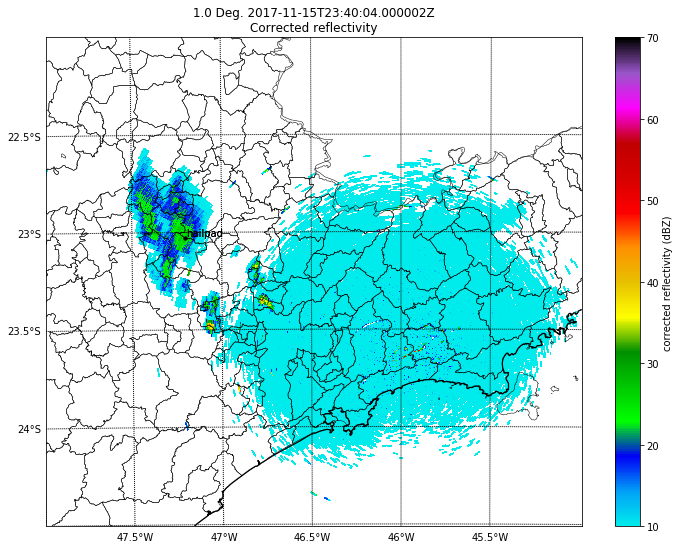 1.0 Deg. 2017-11-15T23:40:04.000002Z
Corrected reflectivity
22.5°S
23°S
23.5°S
24°S
47.5°W
47°W
46.5°W
46°W
45.5°W
hailpad
70
60
50
40
30
20
10
corrected reflectivity (dBZ)